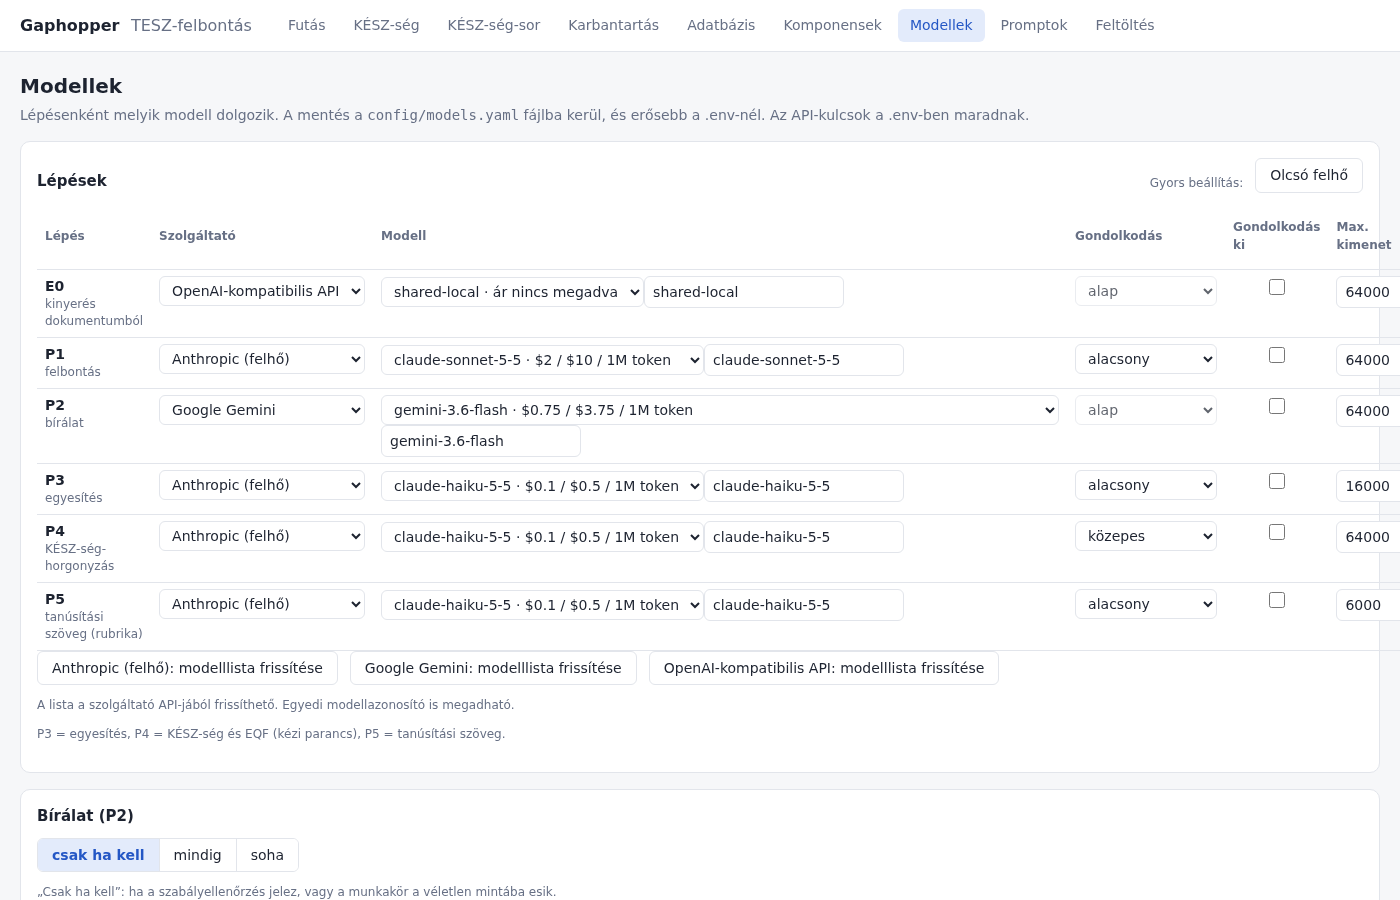 Gaphopper TESZ-felbontás Futás KÉSZ-ség KÉSZ-ség-sor Karbantartás Adatbázis Komponensek Modellek Promptok Feltöltés
Modellek
Lépésenként melyik modell dolgozik. A mentés a config/models.yaml fájlba kerül, és erősebb a .env-nél. Az API-kulcsok a .env-ben maradnak.
Lépések Gyors beállítás: Olcsó felhő
Lépés Szolgáltató Modell Gondolkodás Gondolkodás ki Max. kimenet
E0 OpenAI-kompatibilis API shared-local · ár nincs megadva shared-local alap 64000
kinyerés
dokumentumból
P1 Anthropic (felhő) claude-sonnet-5-5 · $2 / $10 / 1M token claude-sonnet-5-5 alacsony 64000
felbontás
P2 Google Gemini gemini-3.6-flash · $0.75 / $3.75 / 1M token alap 64000
bírálat
gemini-3.6-flash
P3 Anthropic (felhő) claude-haiku-5-5 · $0.1 / $0.5 / 1M token claude-haiku-5-5 alacsony 16000
egyesítés
P4 Anthropic (felhő) claude-haiku-5-5 · $0.1 / $0.5 / 1M token claude-haiku-5-5 közepes 64000
KÉSZ-ség-
horgonyzás
P5 Anthropic (felhő) claude-haiku-5-5 · $0.1 / $0.5 / 1M token claude-haiku-5-5 alacsony 6000
tanúsítási
szöveg (rubrika)
Anthropic (felhő): modelllista frissítése Google Gemini: modelllista frissítése OpenAI-kompatibilis API: modelllista frissítése
A lista a szolgáltató API-jából frissíthető. Egyedi modellazonosító is megadható.
P3 = egyesítés, P4 = KÉSZ-ség és EQF (kézi parancs), P5 = tanúsítási szöveg.
Bírálat (P2)
csak ha kell mindig soha
„Csak ha kell”: ha a szabályellenőrzés jelez, vagy a munkakör a véletlen mintába esik.